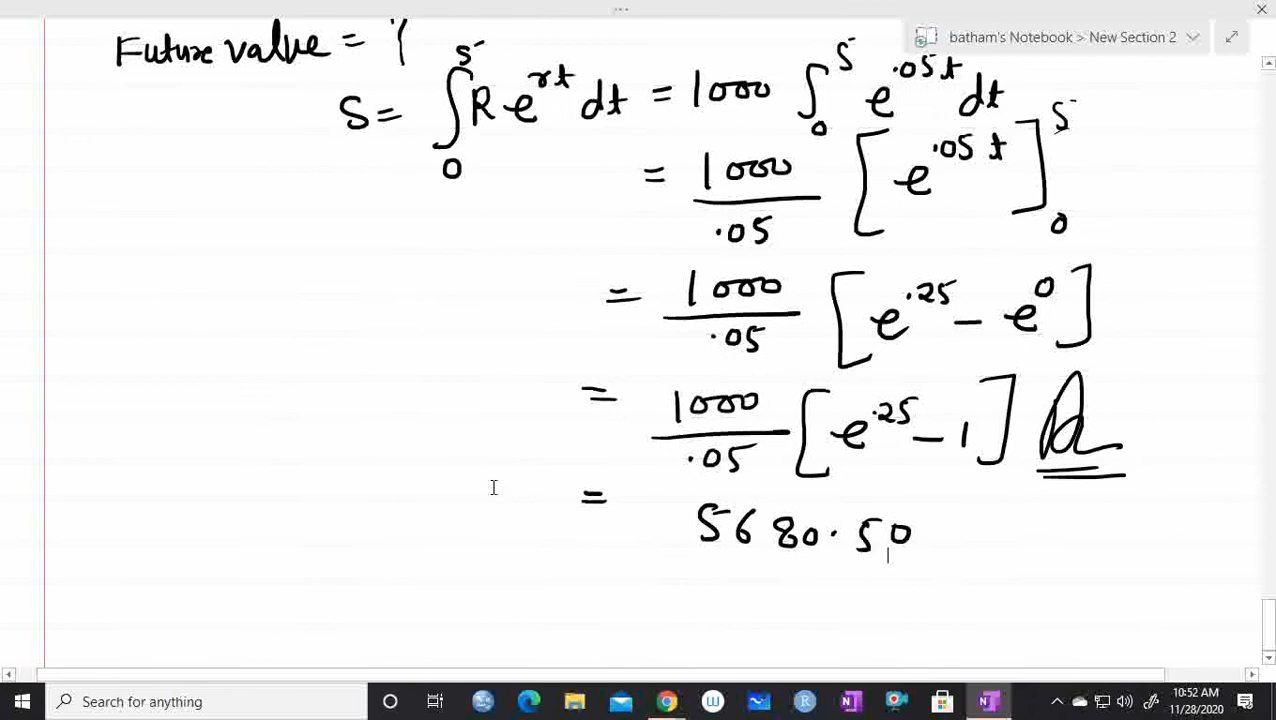 batham's Notebook > New Section 2
Future value =
S = ∫₀⁵ R e^{rt} dt = 1000 ∫₀⁵ e^{.05t} dt
= 1000/.05 [e^{.05t}]₀⁵
= 1000/.05 [e^{.25} - e^{0}]
= 1000/.05 [e^{.25} - 1]
= 5680.50
Search for anything
10:52 AM
11/28/2020